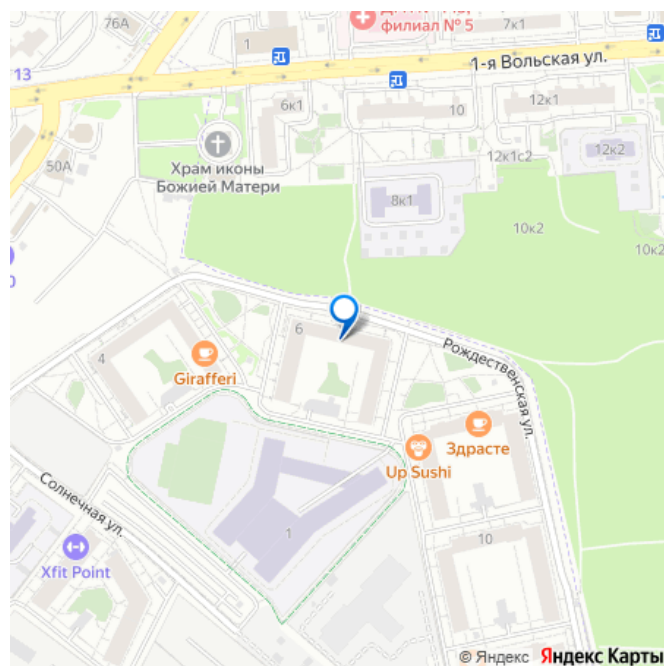 76А
филиал № 5
7к1
1
1-я Вольская ул.
13
6к1
10
12к1
50А
Храм иконы
Божией Матери
12к1с2
12к2
8к1
10к2
10к2
0
6
4
Girafferi
Рождественская ул.
Up Sushi
Здрасте
Солнечная ул.
1
10
Xfit Point
© Яндекс Яндекс Карты